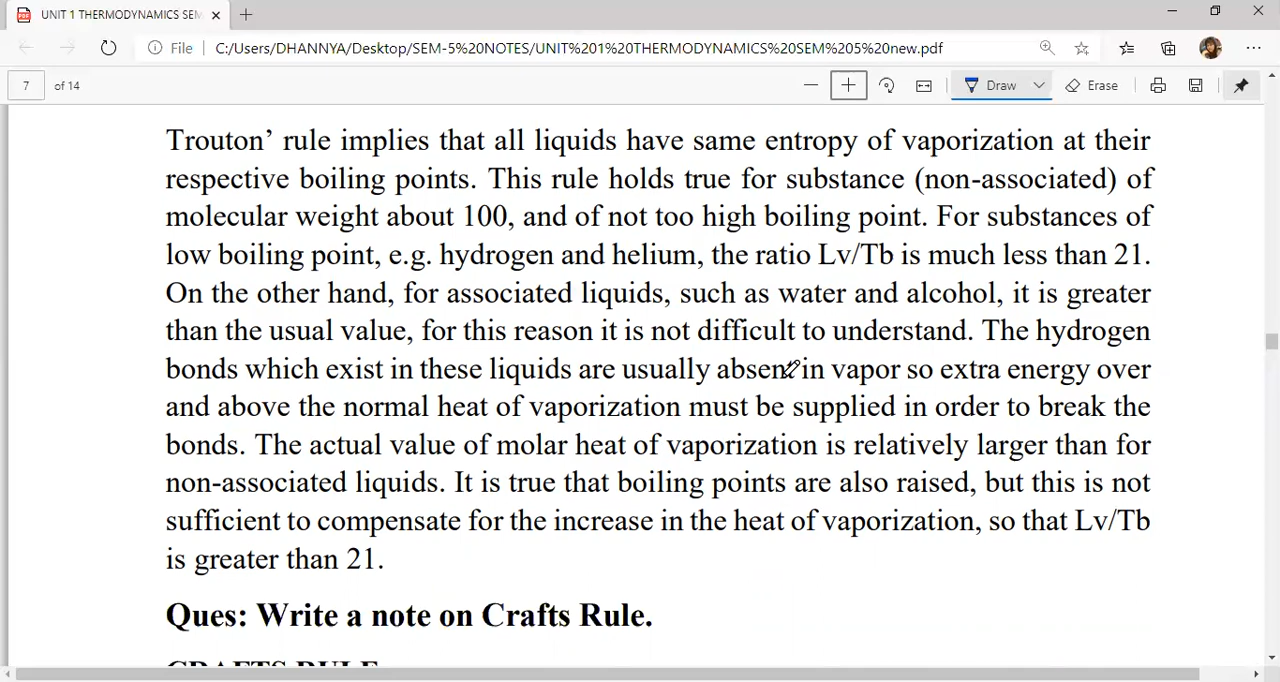 UNIT 1 THERMODYNAMICS SEM
File C:/Users/DHANNYA/Desktop/SEM-5%20NOTES/UNIT%201%20THERMODYNAMICS%20SEM%205%20new.pdf
7 of 14 Draw Erase
Trouton’ rule implies that all liquids have same entropy of vaporization at their
respective boiling points. This rule holds true for substance (non-associated) of
molecular weight about 100, and of not too high boiling point. For substances of
low boiling point, e.g. hydrogen and helium, the ratio Lv/Tb is much less than 21.
On the other hand, for associated liquids, such as water and alcohol, it is greater
than the usual value, for this reason it is not difficult to understand. The hydrogen
bonds which exist in these liquids are usually absent in vapor so extra energy over
and above the normal heat of vaporization must be supplied in order to break the
bonds. The actual value of molar heat of vaporization is relatively larger than for
non-associated liquids. It is true that boiling points are also raised, but this is not
sufficient to compensate for the increase in the heat of vaporization, so that Lv/Tb
is greater than 21.
Ques: Write a note on Crafts Rule.
CRAFTS RULE